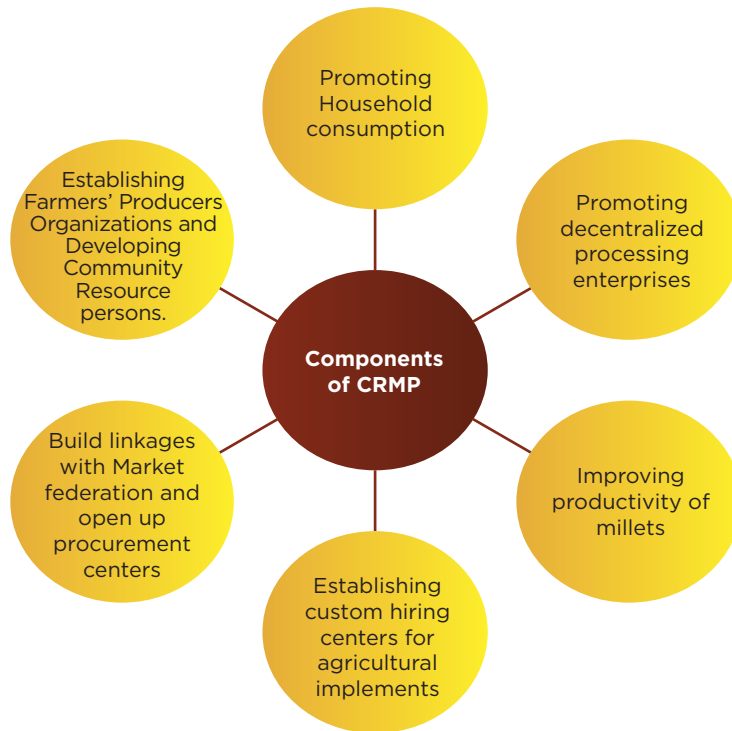 Promoting
Household
consumption
Promoting
decentralized
processing
enterprises
Improving
productivity of
millets
Establishing
custom hiring
centers for
agricultural
implements
Build linkages
with Market
federation and
open up
procurement
centers
Establishing
Farmers’ Producers
Organizations and
Developing
Community
Resource
persons.
Components
of CRMP